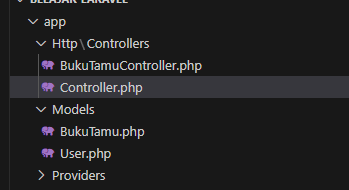 app
Http\Controllers
BukuTamuController.php
Controller.php
Models
BukuTamu.php
User.php
Providers